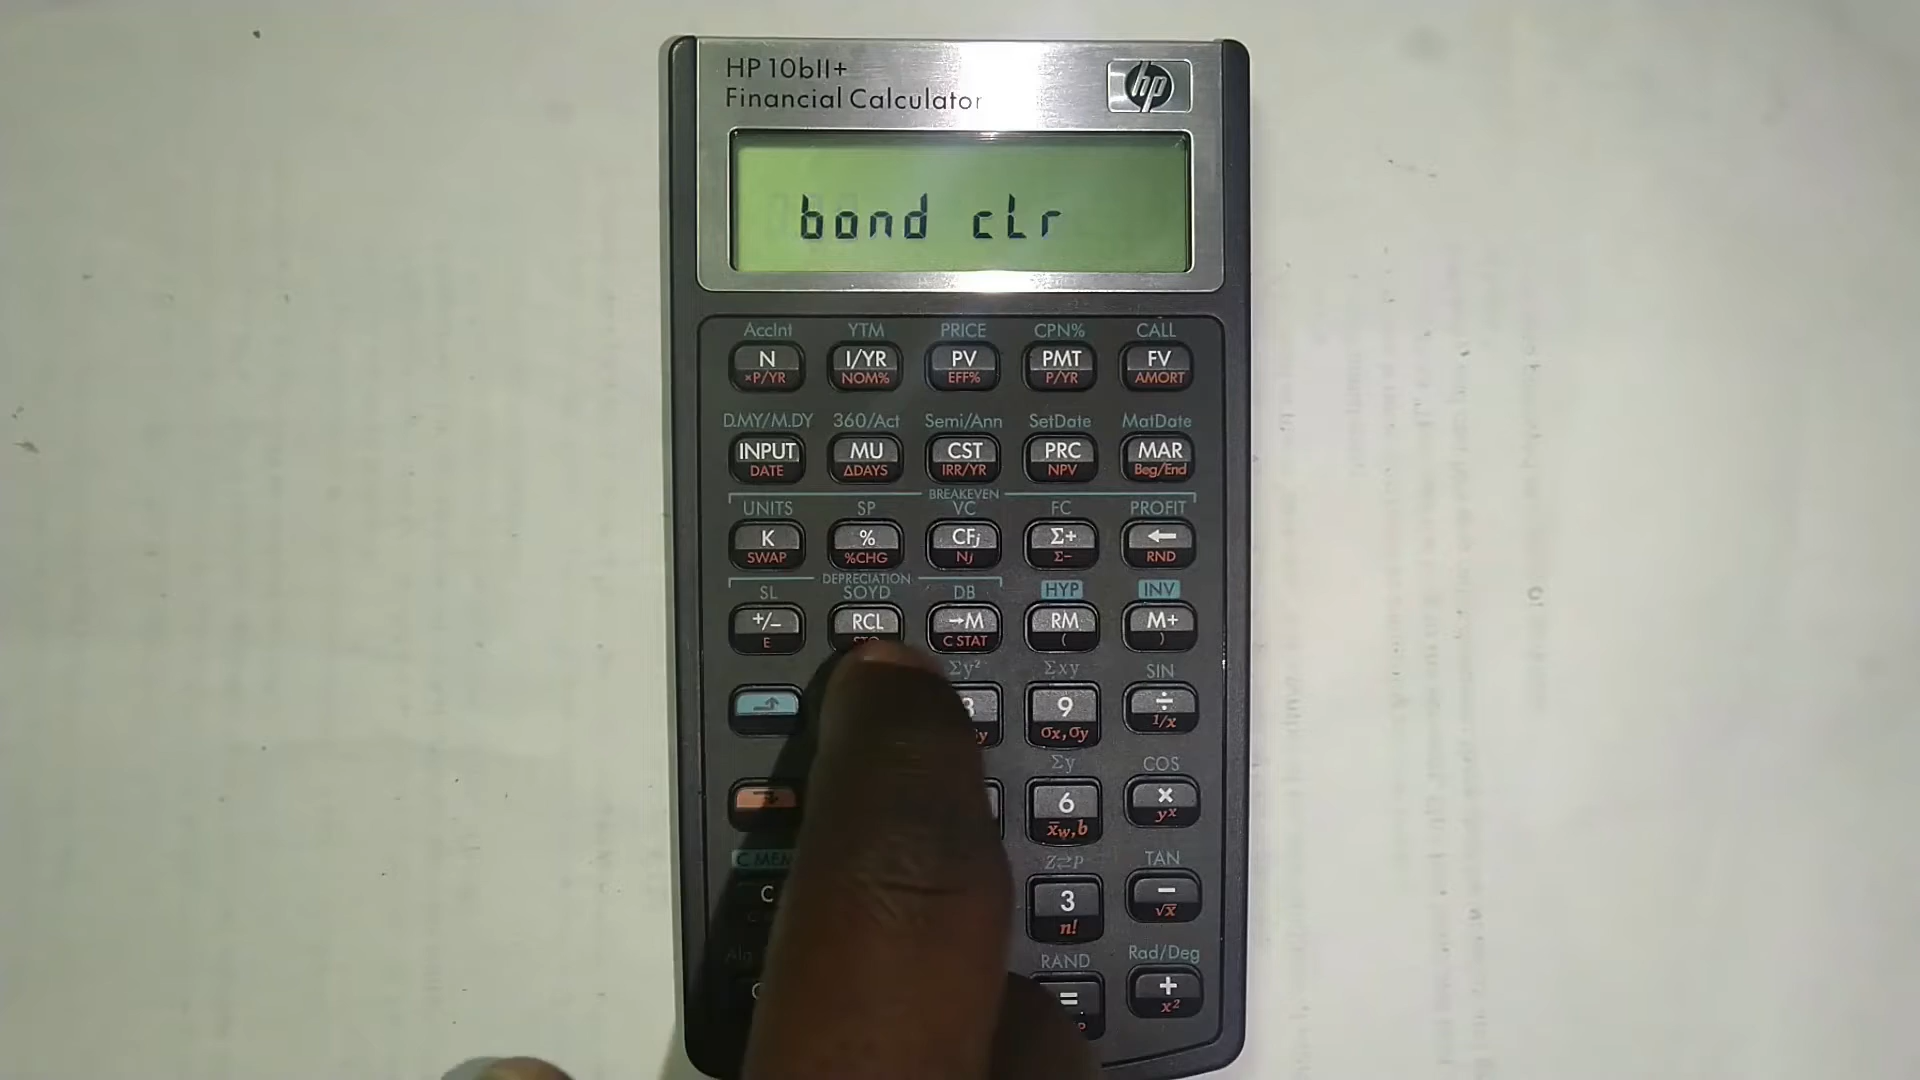 HP 10bII+
Financial Calculator
hp
bond cLr
AccInt YTM PRICE CPN% CALL
N I/YR PV PMT FV
×P/YR NOM% EFF% P/YR AMORT
D.MY/M.DY 360/Act Semi/Ann SetDate MatDate
INPUT MU CST PRC MAR
DATE ΔDAYS IRR/YR NPV Beg/End
BREAKEVEN
UNITS SP VC FC PROFIT
K % CFj Σ+ ←
SWAP %CHG Nj Σ− RND
DEPRECIATION
SL SOYD DB HYP INV
+/− RCL →M RM M+
E C STAT ( )
Σy² Σxy SIN
9 ÷
σx,σy 1/x
Σy COS
6 ×
x̄w,b yˣ
C MEM Z⇄P TAN
C 3 −
n! √x
RAND Rad/Deg
= +
x²